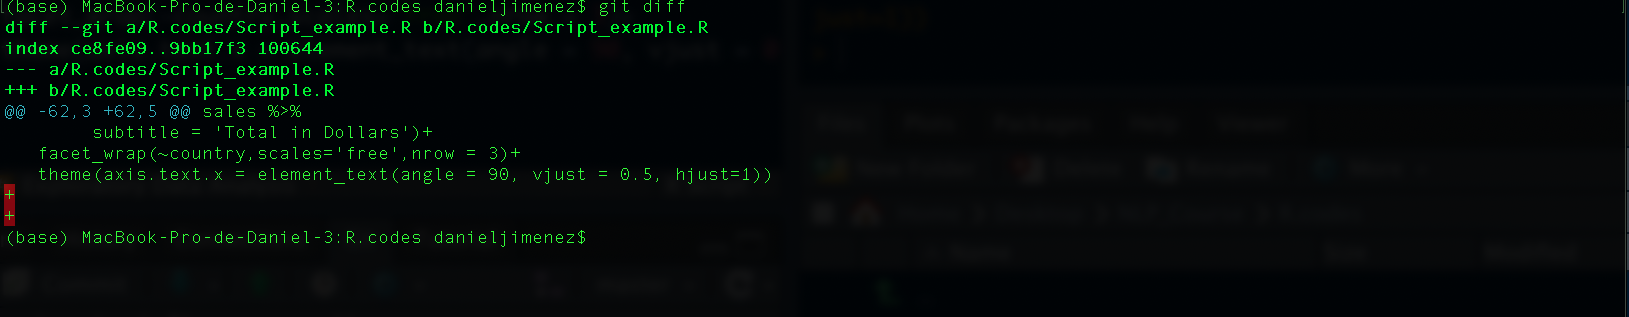 (base) MacBook-Pro-de-Daniel-3:R.codes danieljimenez$ git diff
diff --git a/R.codes/Script_example.R b/R.codes/Script_example.R
index ce8fe09..9bb17f3 100644
--- a/R.codes/Script_example.R
+++ b/R.codes/Script_example.R
@@ -62,3 +62,5 @@ sales %>%
        subtitle = 'Total in Dollars')+
   facet_wrap(~country,scales='free',nrow = 3)+
   theme(axis.text.x = element_text(angle = 90, vjust = 0.5, hjust=1))
+
+
(base) MacBook-Pro-de-Daniel-3:R.codes danieljimenez$
Packages
Help